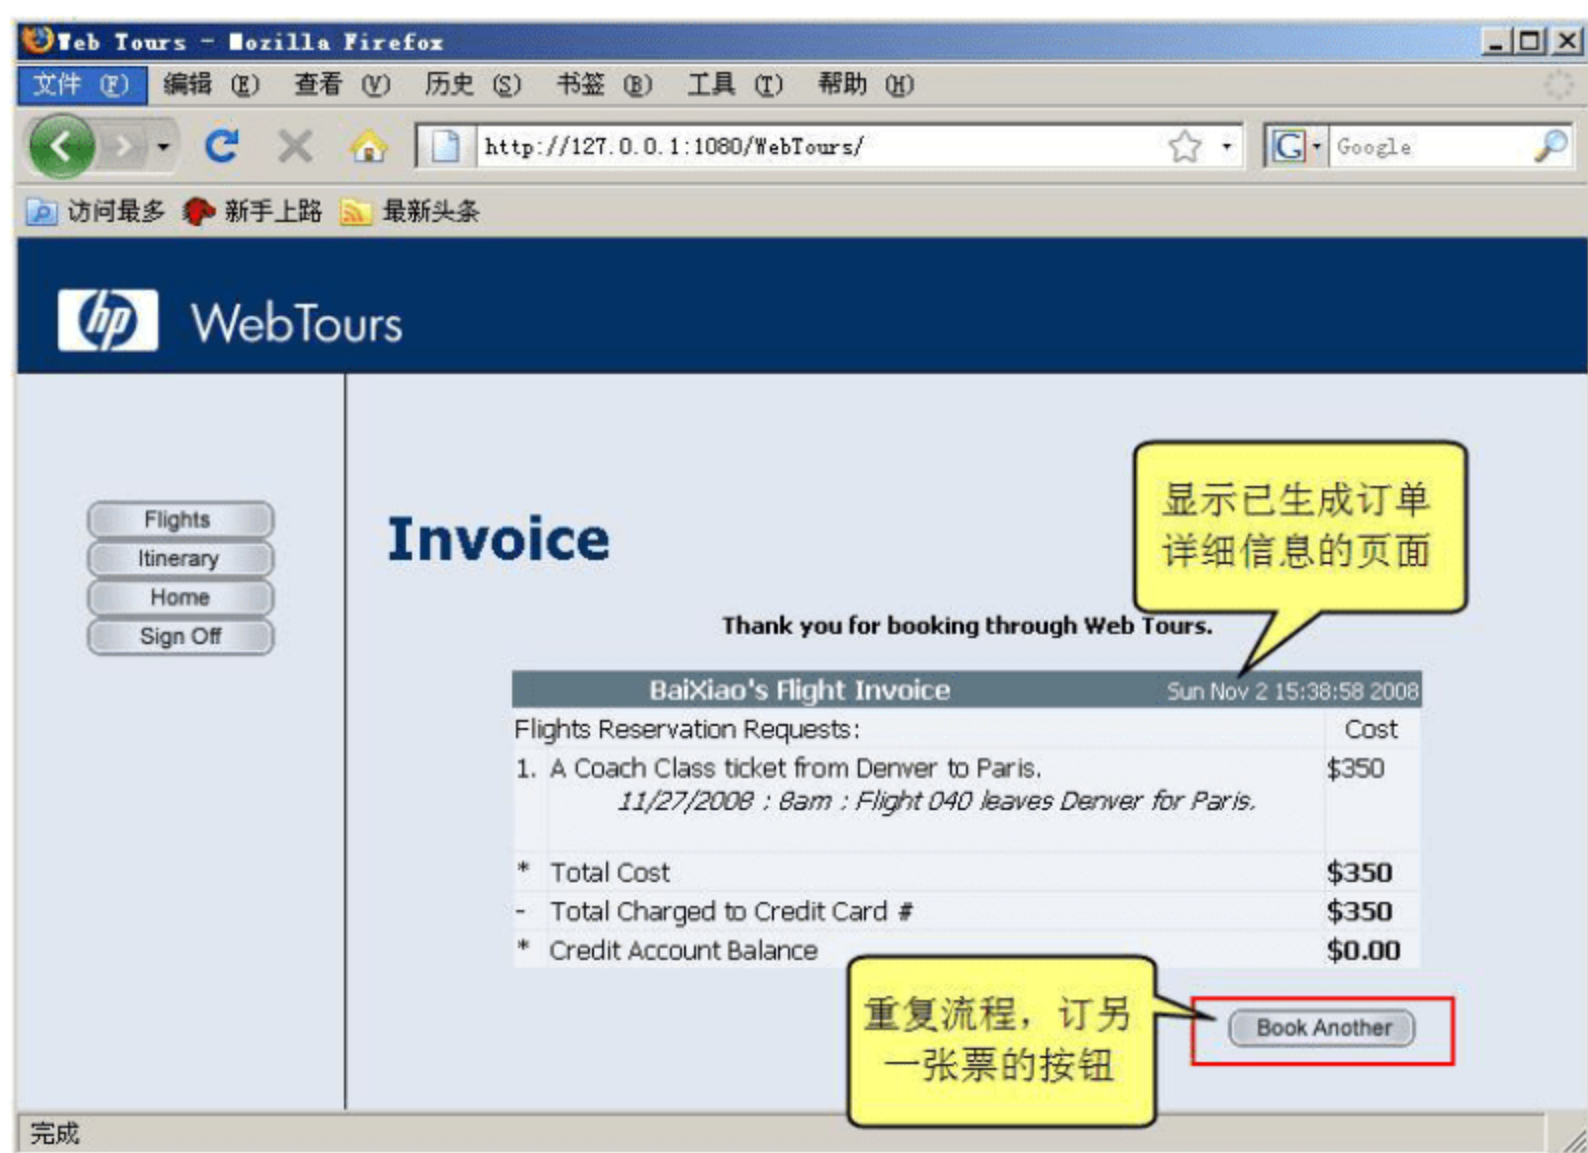 Web Tours - Mozilla Firefox
文件 (F) 编辑 (E) 查看 (V) 历史 (S) 书签 (B) 工具 (T) 帮助 (H)
http://127.0.0.1:1080/WebTours/
G Google
访问最多 新手上路 最新头条
hp WebTours
Flights
Itinerary
Home
Sign Off
显示已生成订单
详细信息的页面
Invoice
Thank you for booking through Web Tours.
BaiXiao's Flight Invoice Sun Nov 2 15:38:58 2008
Flights Reservation Requests: Cost
1. A Coach Class ticket from Denver to Paris. $350
11/27/2008 : 8am : Flight 040 leaves Denver for Paris.
* Total Cost $350
- Total Charged to Credit Card # $350
* Credit Account Balance $0.00
重复流程，订另
一张票的按钮
Book Another
完成